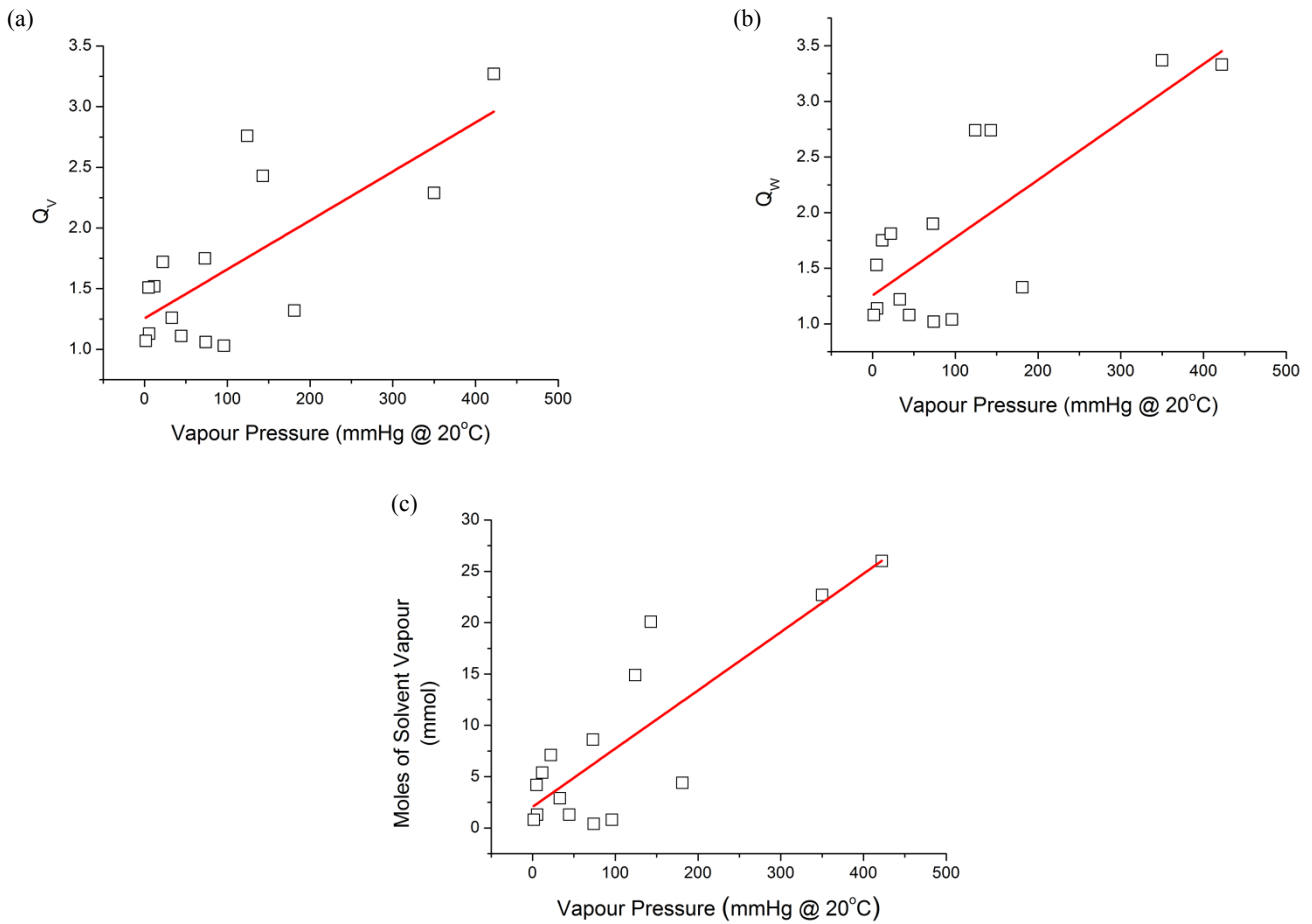 (a)
3.5
3.0
2.5
2.0
1.5
1.0
Qv
0 100 200 300 400 500
Vapour Pressure (mmHg @ 20°C)
(b)
3.5
3.0
2.5
2.0
1.5
1.0
Qw
0 100 200 300 400 500
Vapour Pressure (mmHg @ 20°C)
(c)
30
25
20
15
10
5
0
Moles of Solvent Vapour
(mmol)
0 100 200 300 400 500
Vapour Pressure (mmHg @ 20°C)